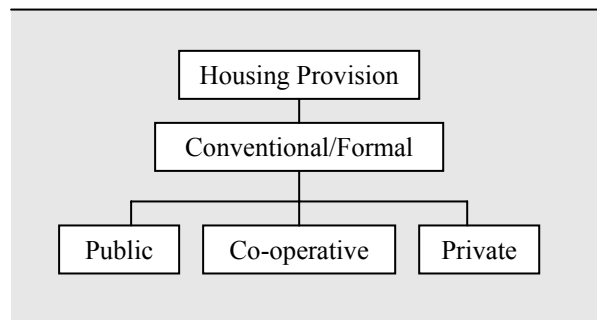 Housing Provision
Conventional/Formal
Public
Co-operative
Private